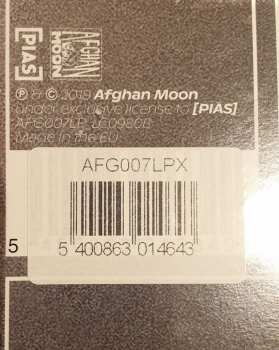 [PIAS]
AFGHAN
MOON
℗ & © 2019 Afghan Moon
under exclusive license to [PIAS]
AFG007LP LC09808
Made in the EU
AFG007LPX
5
5 400863 014643